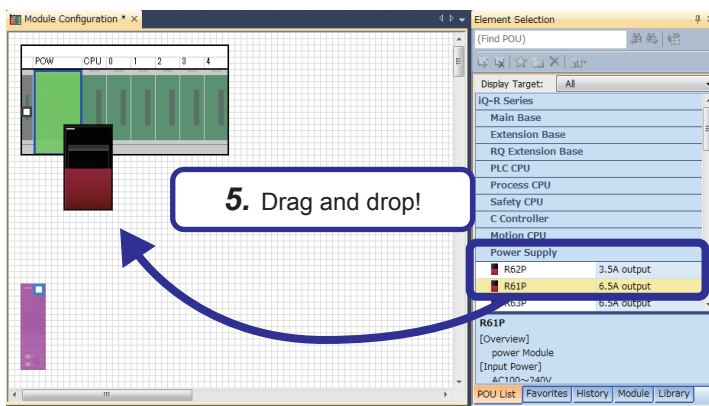 Module Configuration * ×
POW CPU 0 1 2 3 4
5. Drag and drop!
Element Selection
(Find POU)
Display Target: All
iQ-R Series
Main Base
Extension Base
RQ Extension Base
PLC CPU
Process CPU
Safety CPU
C Controller
Motion CPU
Power Supply
R62P 3.5A output
R61P 6.5A output
R63P 6.5A output
R61P
[Overview]
power Module
[Input Power]
AC100~240V
POU List Favorites History Module Library